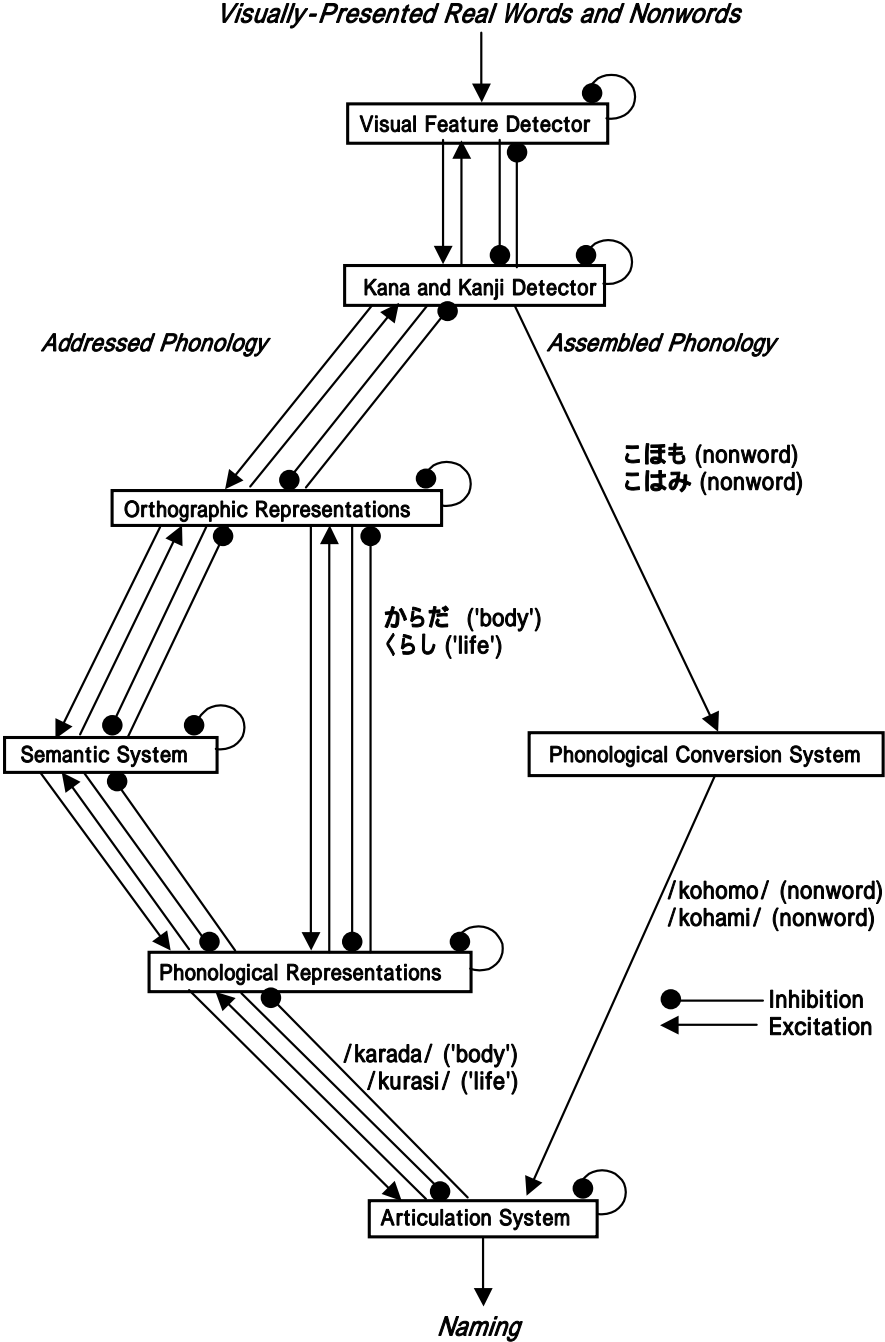 Visually-Presented Real Words and Nonwords
Visual Feature Detector
Kana and Kanji Detector
Addressed Phonology
Assembled Phonology
こほも (nonword)
こはみ (nonword)
Orthographic Representations
からだ ('body')
くらし ('life')
Semantic System
Phonological Conversion System
/kohomo/ (nonword)
/kohami/ (nonword)
Phonological Representations
Inhibition
Excitation
/karada/ ('body')
/kurasi/ ('life')
Articulation System
Naming